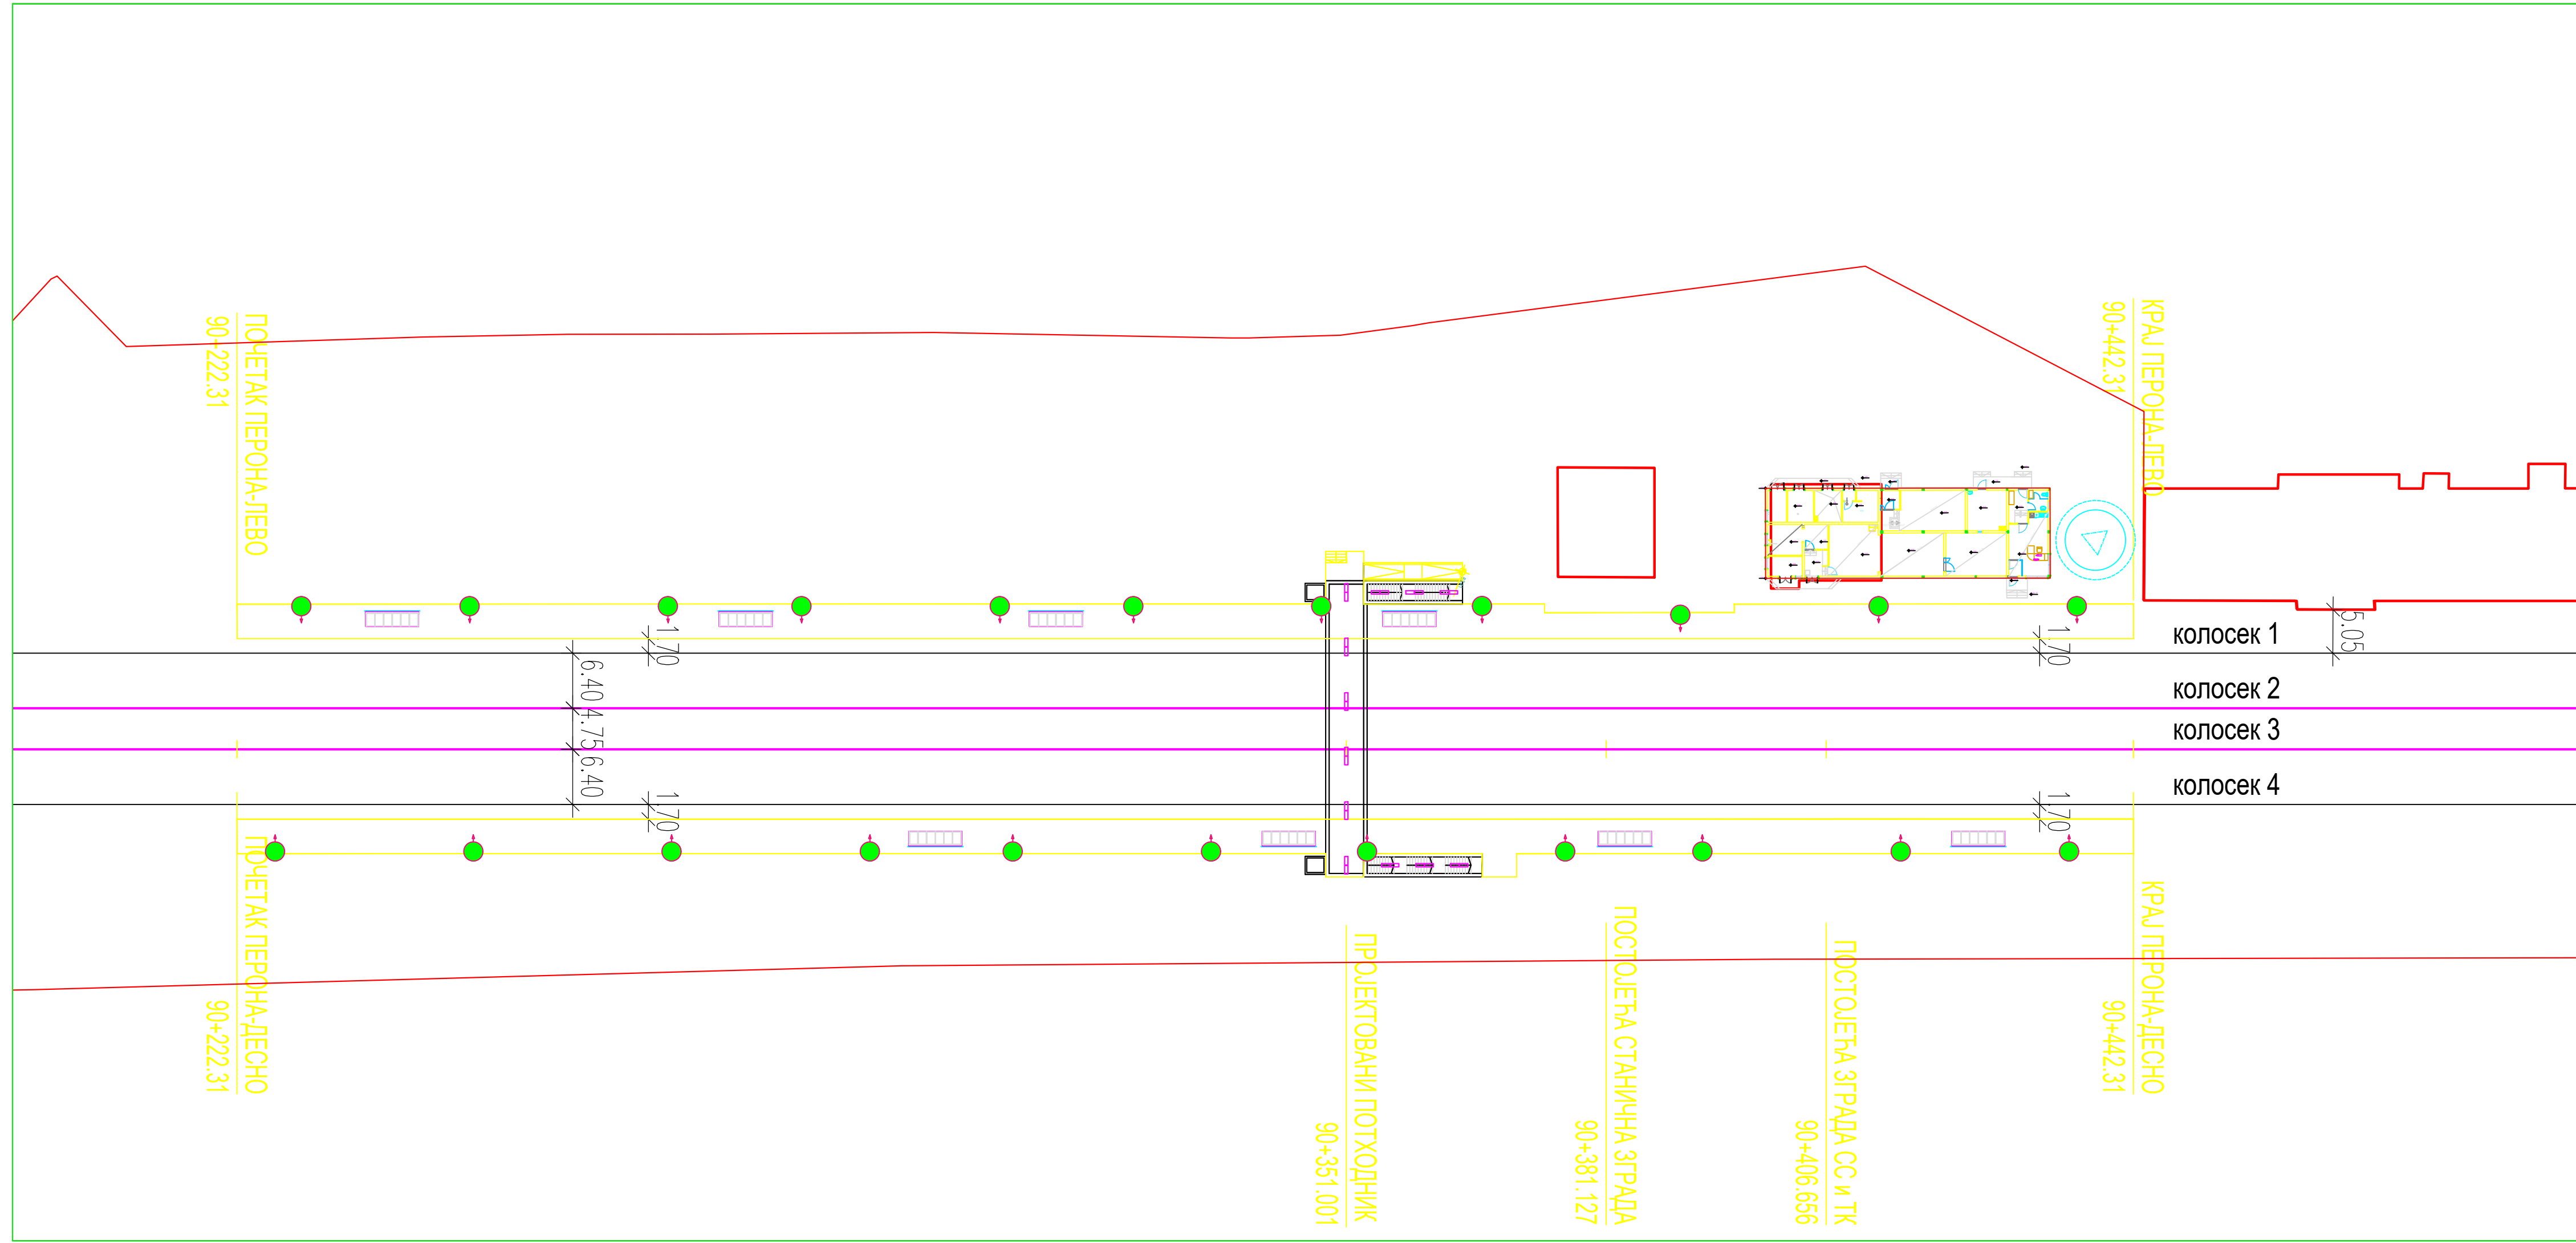 ПОЧЕТАК ПЕРОНА-ЛЕВО
90+222.31
КРАЈ ПЕРОНА-ЛЕВО
90+442.31
1.70
1.70
5.05
колосек 1
6.40
колосек 2
4.75
колосек 3
6.40
колосек 4
1.70
1.70
ПОЧЕТАК ПЕРОНА-ДЕСНО
90+222.31
ПРОЈЕКТОВАНИ ПОТХОДНИК
90+351.001
ПОСТОЈЕЋА СТАНИЧНА ЗГРАДА
90+381.127
ПОСТОЈЕЋА ЗГРАДА СС и ТК
90+406.656
КРАЈ ПЕРОНА-ДЕСНО
90+442.31